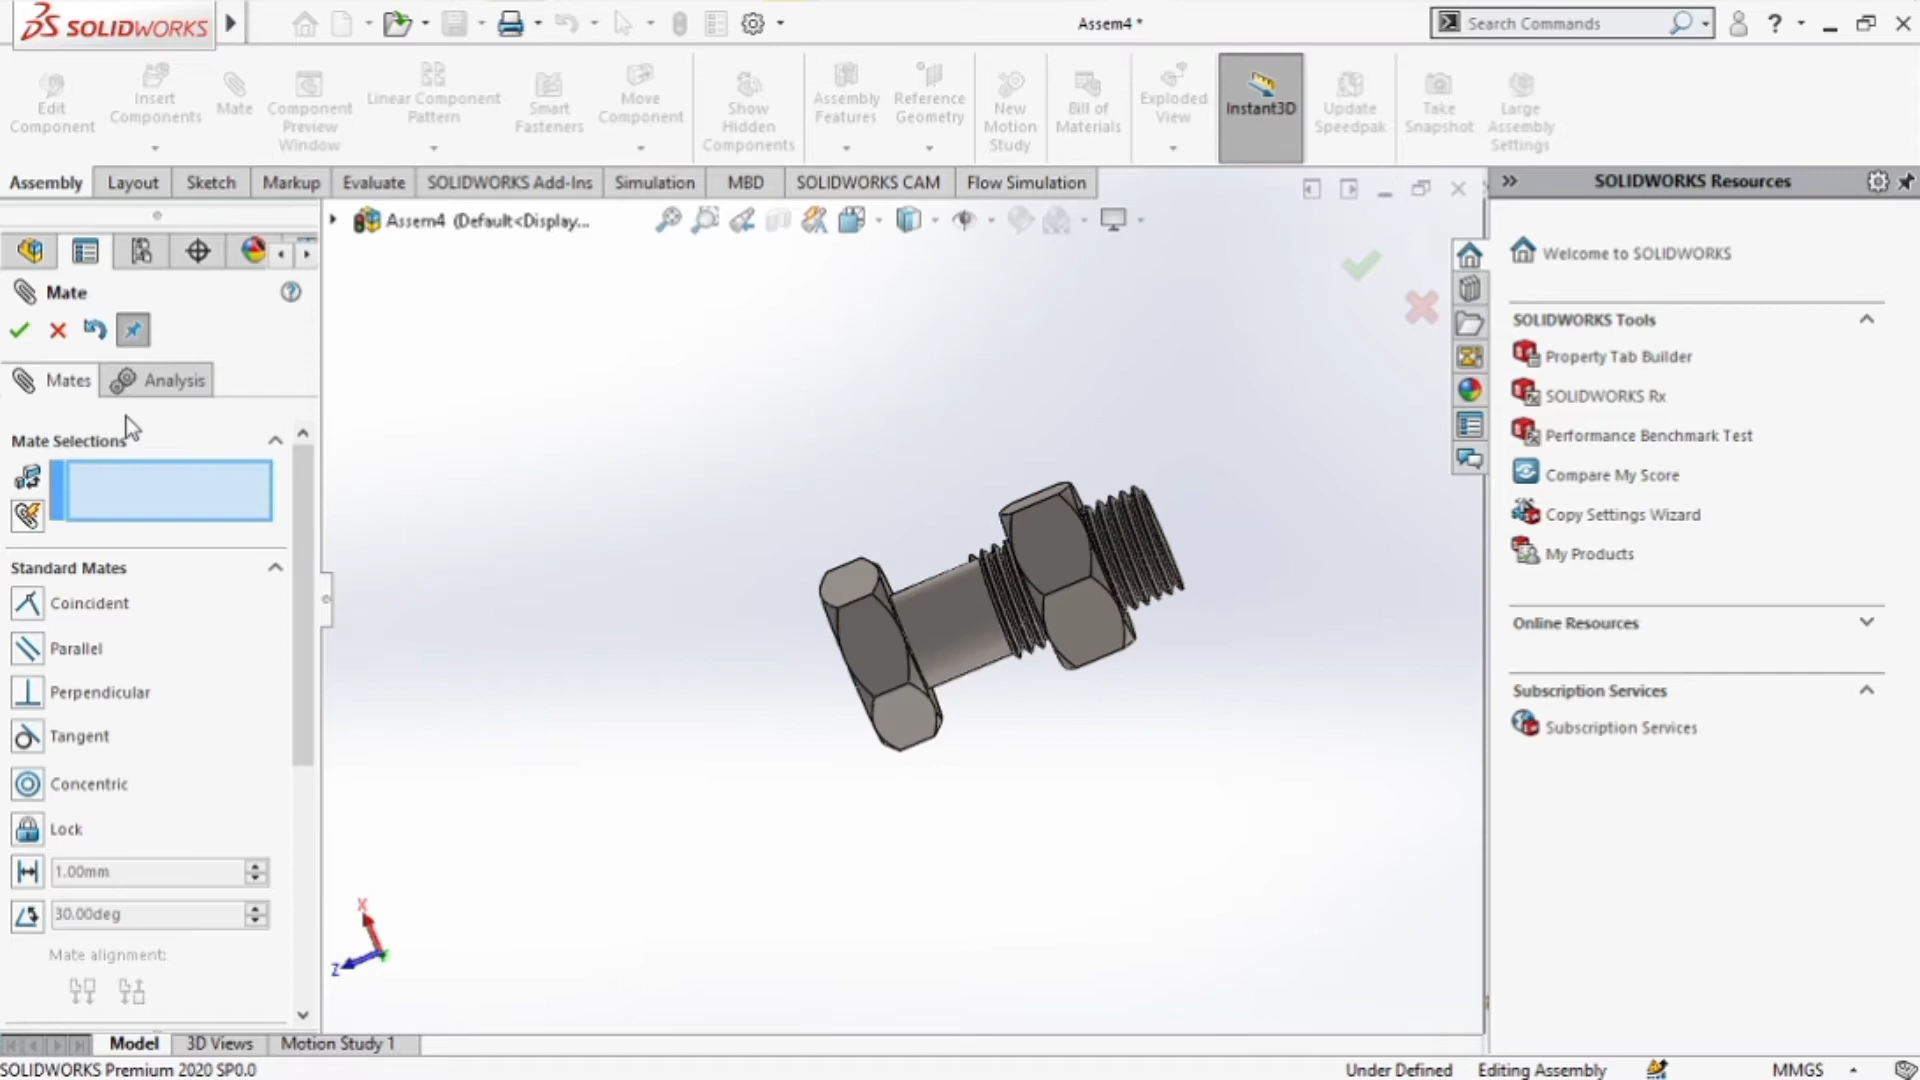 SOLIDWORKS
Assem4 *
Search Commands
?
Edit
Component
Insert
Components
Mate
Component
Preview
Window
Linear Component
Pattern
Smart
Fasteners
Move
Component
Show
Hidden
Components
Assembly
Features
Reference
Geometry
New
Motion
Study
Bill of
Materials
Exploded
View
Instant3D
Update
Speedpak
Take
Snapshot
Large
Assembly
Settings
Assembly
Layout
Sketch
Markup
Evaluate
SOLIDWORKS Add-Ins
Simulation
MBD
SOLIDWORKS CAM
Flow Simulation
Assem4 (Default<Display...
Mate
?
Mates
Analysis
Mate Selections
Standard Mates
Coincident
Parallel
Perpendicular
Tangent
Concentric
Lock
1.00mm
30.00deg
Mate alignment:
X
Z
SOLIDWORKS Resources
Welcome to SOLIDWORKS
SOLIDWORKS Tools
Property Tab Builder
SOLIDWORKS Rx
Performance Benchmark Test
Compare My Score
Copy Settings Wizard
My Products
Online Resources
Subscription Services
Subscription Services
Model
3D Views
Motion Study 1
SOLIDWORKS Premium 2020 SP0.0
Under Defined
Editing Assembly
MMGS